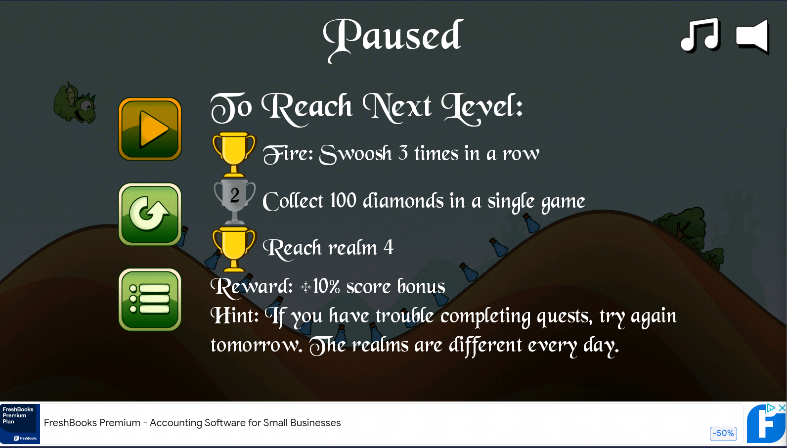 Paused
To Reach Next Level:
Fire: Swoosh 3 times in a row
2
Collect 100 diamonds in a single game
Reach realm 4
Reward: +10% score bonus
Hint: If you have trouble completing quests, try again
tomorrow. The realms are different every day.
FreshBooks
Premium
Plan
FreshBooks
FreshBooks Premium - Accounting Software for Small Businesses
-50%
F